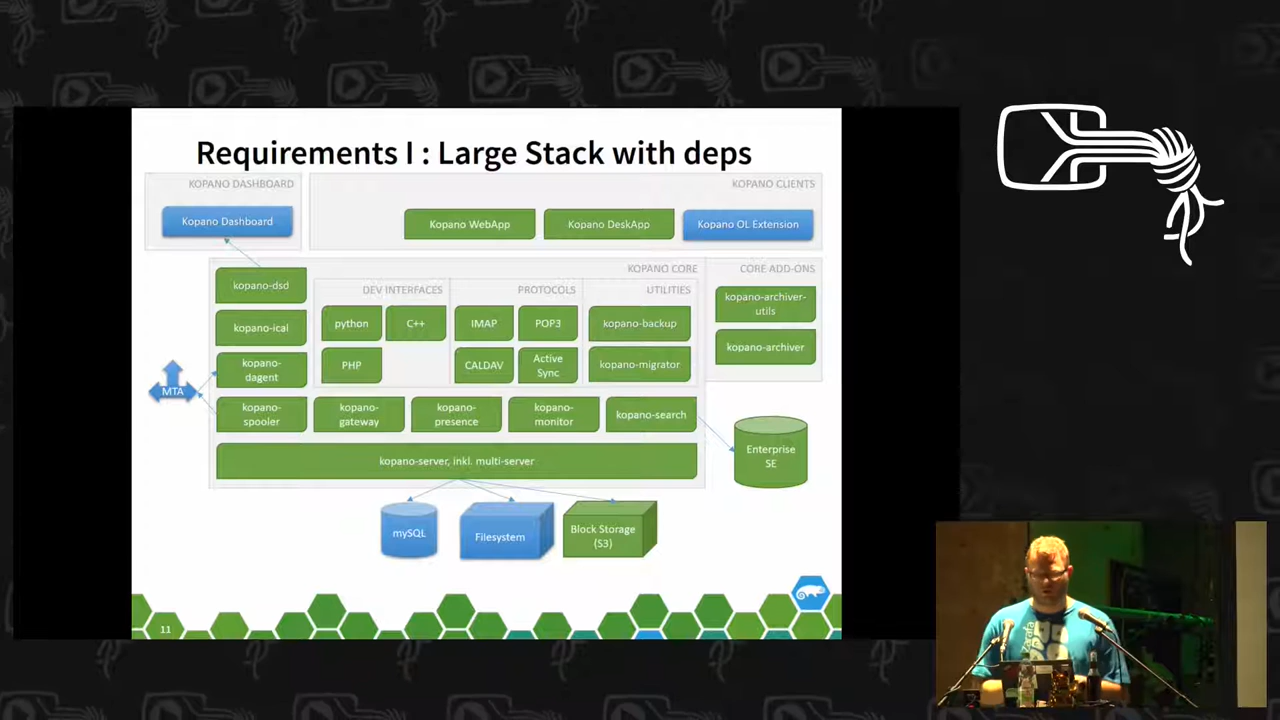 Requirements I : Large Stack with deps
KOPANO DASHBOARD
Kopano Dashboard
KOPANO CLIENTS
Kopano WebApp
Kopano DeskApp
Kopano OL Extension
KOPANO CORE
kopano-dsd
kopano-ical
kopano-
dagent
kopano-
spooler
DEV INTERFACES
python
C++
PHP
PROTOCOLS
IMAP
POP3
CALDAV
Active
Sync
UTILITIES
kopano-backup
kopano-migrator
CORE ADD-ONS
kopano-archiver-
utils
kopano-archiver
MTA
kopano-
gateway
kopano-
presence
kopano-
monitor
kopano-search
kopano-server, inkl. multi-server
Enterprise
SE
mySQL
Filesystem
Block Storage
(S3)
11
Zarafa